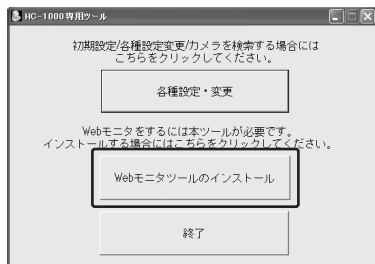 HC-1000専用ツール
初期設定/各種設定変更/カメラを検索する場合には
こちらをクリックしてください。
各種設定・変更
Webモニタをするには本ツールが必要です。
インストールする場合にはこちらをクリックしてください。
Webモニタツールのインストール
終了